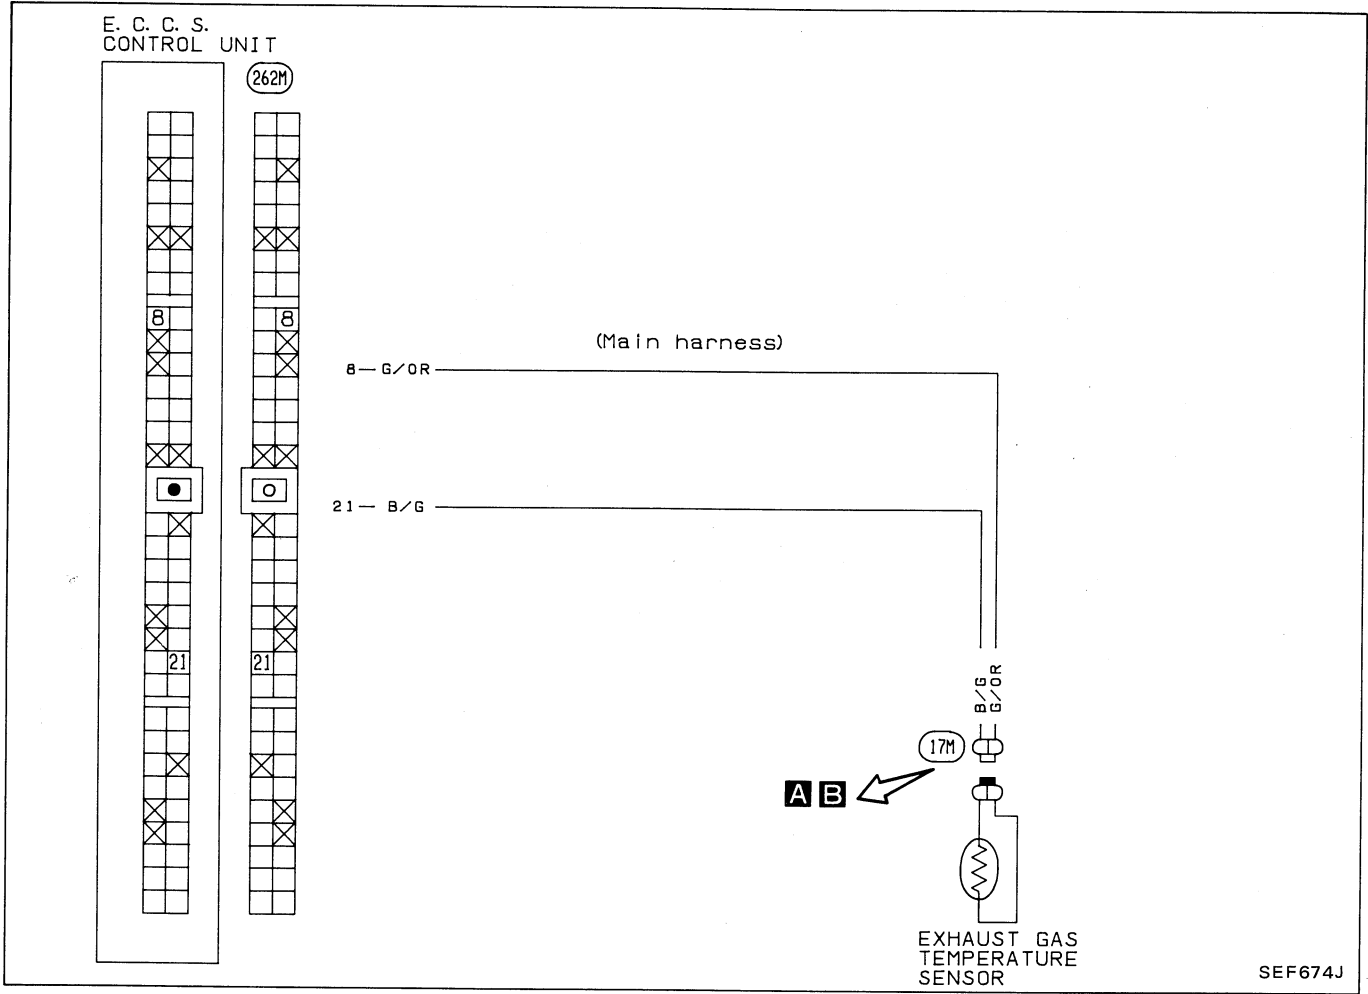 E. C. C. S.
CONTROL UNIT
262M
8
8
(Main harness)
8— G/OR
21— B/G
21
21
B/G
G/OR
17M
A B
EXHAUST GAS
TEMPERATURE
SENSOR
SEF674J